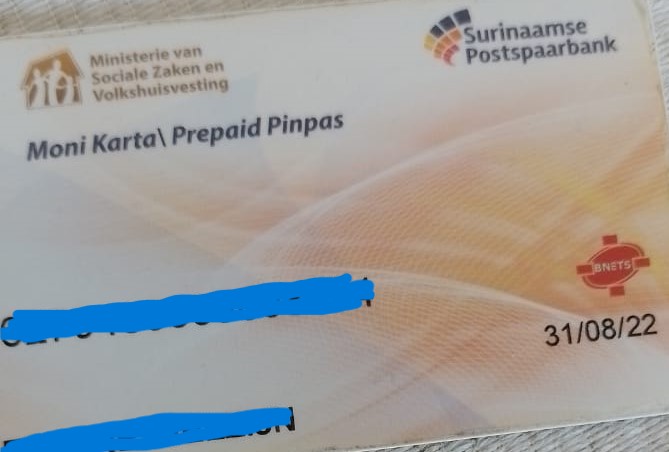 Ministerie van
Sociale Zaken en
Volkshuisvesting
Surinaamse
Postspaarbank
Moni Karta\ Prepaid Pinpas
BNETS
31/08/22